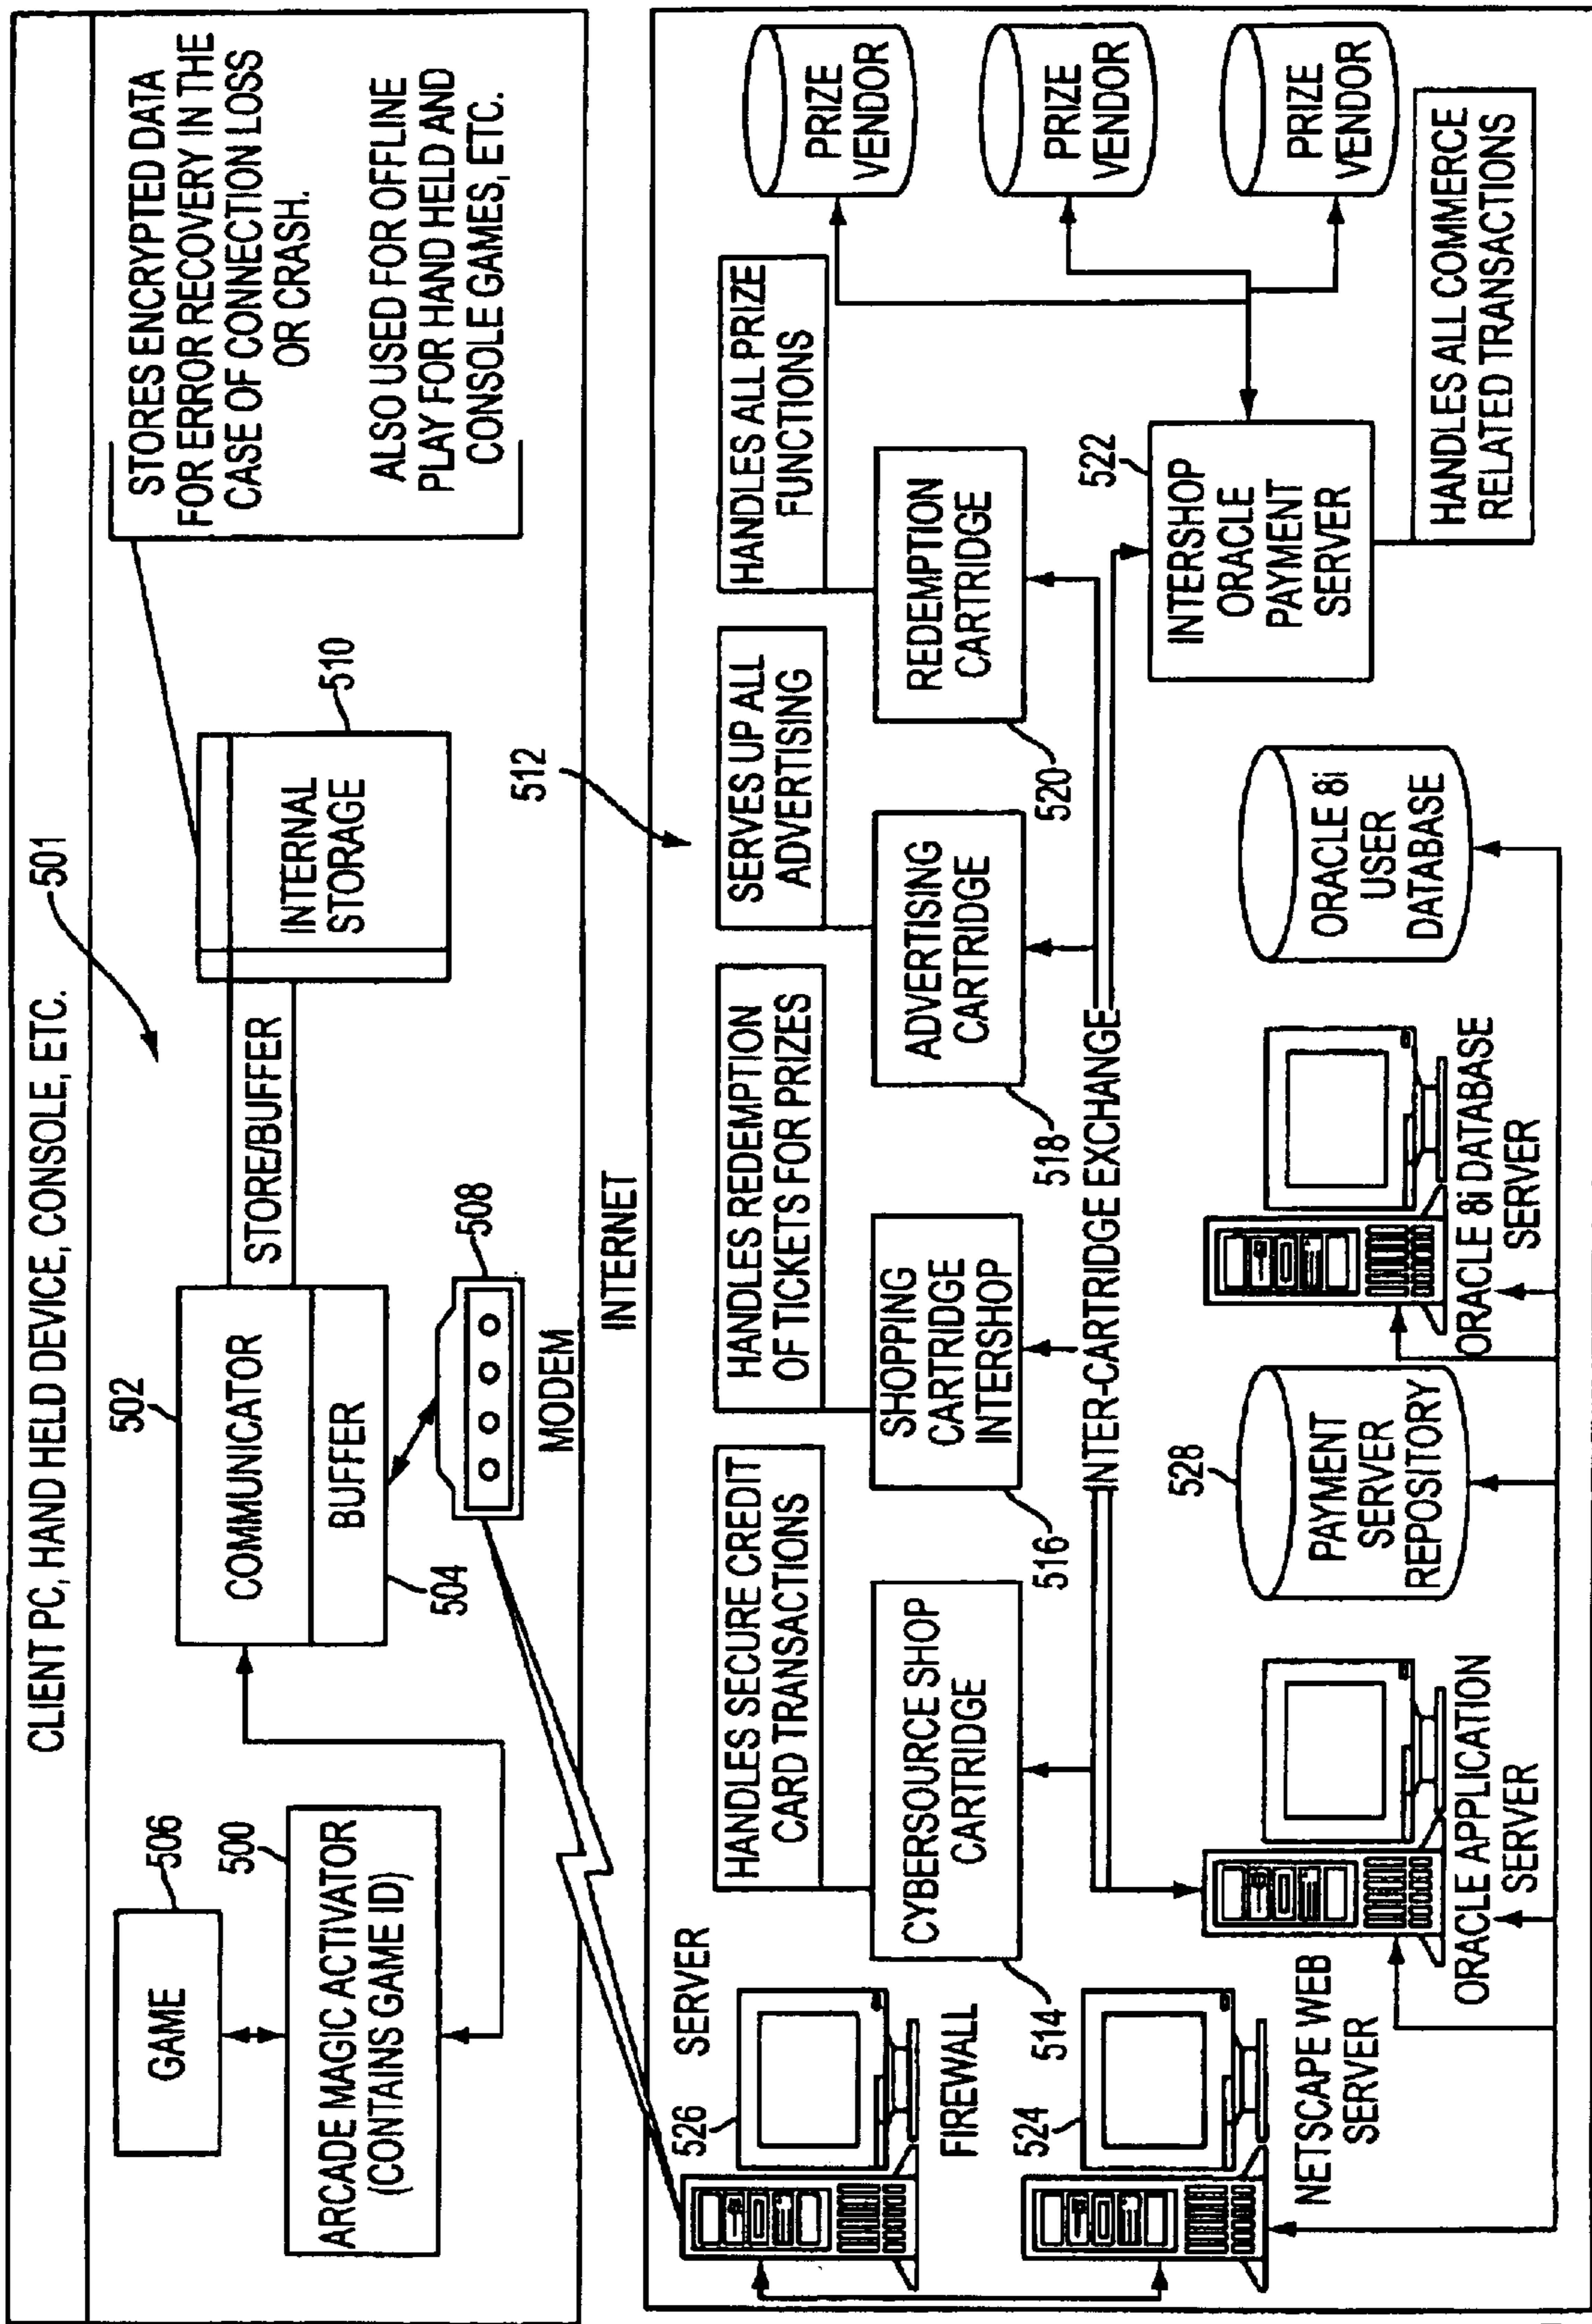 CLIENT PC, HAND HELD DEVICE, CONSOLE, ETC.
501
GAME
506
500
ARCADE MAGIC ACTIVATOR
(CONTAINS GAME ID)
502
COMMUNICATOR
BUFFER
504
STORE/BUFFER
INTERNAL
STORAGE
510
508
MODEM
STORES ENCRYPTED DATA
FOR ERROR RECOVERY IN THE
CASE OF CONNECTION LOSS
OR CRASH.
ALSO USED FOR OFFLINE
PLAY FOR HAND HELD AND
CONSOLE GAMES, ETC.
INTERNET
512
SERVER
526
FIREWALL
524
NETSCAPE WEB
SERVER
HANDLES SECURE CREDIT
CARD TRANSACTIONS
CYBERSOURCE SHOP
CARTRIDGE
514
HANDLES REDEMPTION
OF TICKETS FOR PRIZES
SHOPPING
CARTRIDGE
INTERSHOP
516
SERVES UP ALL
ADVERTISING
ADVERTISING
CARTRIDGE
518
HANDLES ALL PRIZE
FUNCTIONS
REDEMPTION
CARTRIDGE
520
INTER-CARTRIDGE EXCHANGE
PRIZE
VENDOR
PRIZE
VENDOR
PRIZE
VENDOR
522
INTERSHOP
ORACLE
PAYMENT
SERVER
HANDLES ALL COMMERCE
RELATED TRANSACTIONS
ORACLE APPLICATION
SERVER
528
PAYMENT
SERVER
REPOSITORY
ORACLE 8i DATABASE
SERVER
ORACLE 8i
USER
DATABASE